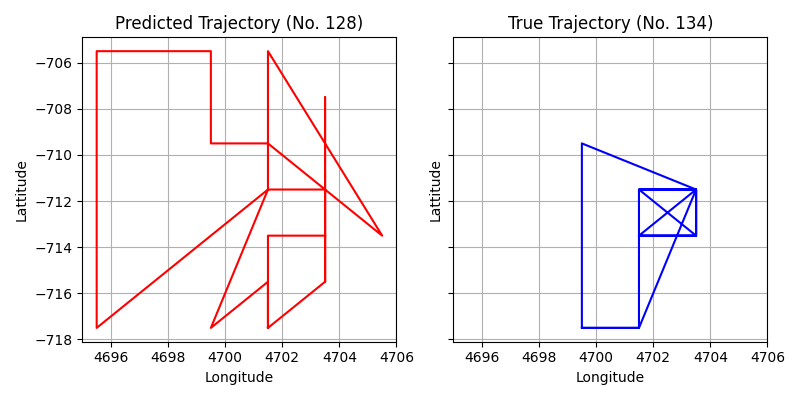 Predicted Trajectory (No. 128)
−706
−708
−710
−712
−714
−716
−718
Lattitude
4696 4698 4700 4702 4704 4706
Longitude
True Trajectory (No. 134)
Lattitude
4696 4698 4700 4702 4704 4706
Longitude